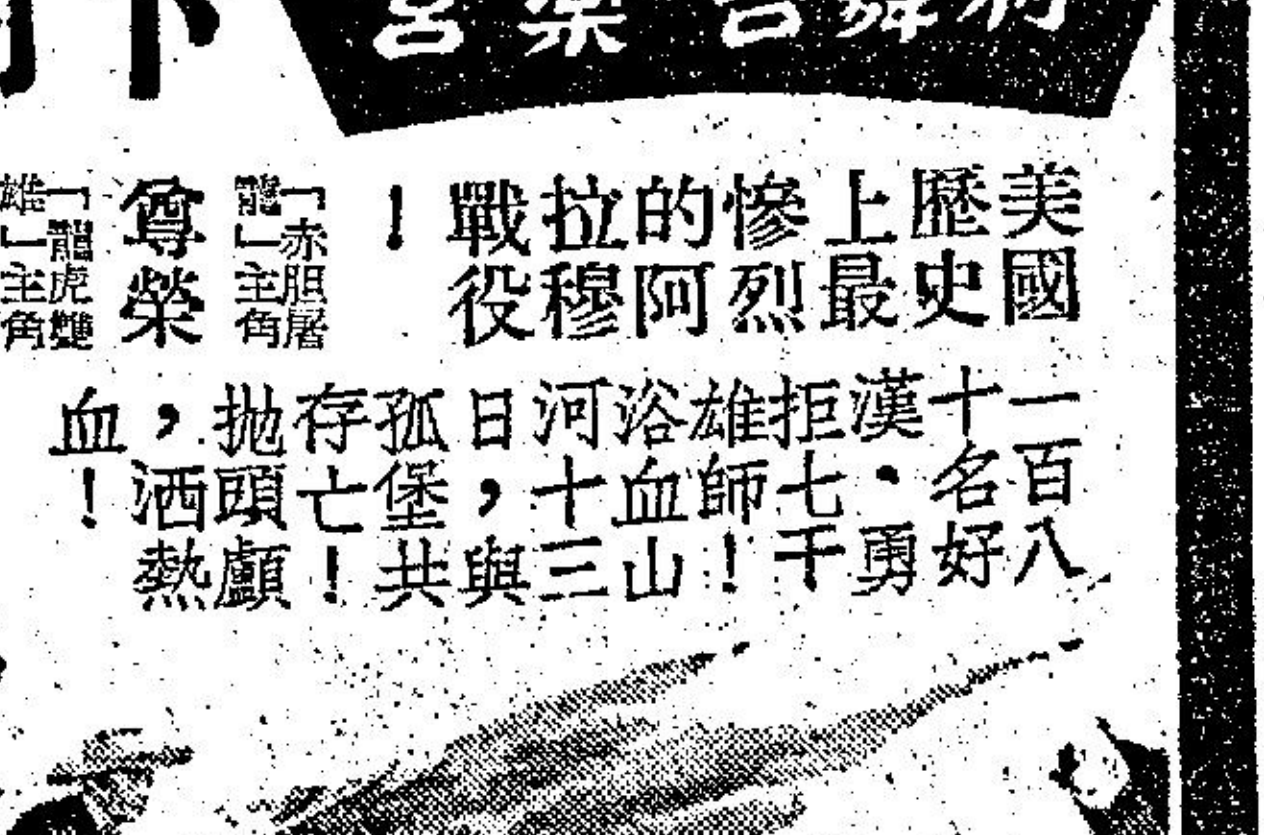 美國
歷史
上最
慘烈
的阿
拉穆
戰役
！
「赤胆屠
龍」主角
尊榮
「龍虎雙
雄」主角
一百八
十名好
漢・勇
拒七千
雄師！
浴血山
河十三
日，與
孤堡共
存亡！
拋頭顱
，洒熱
血！